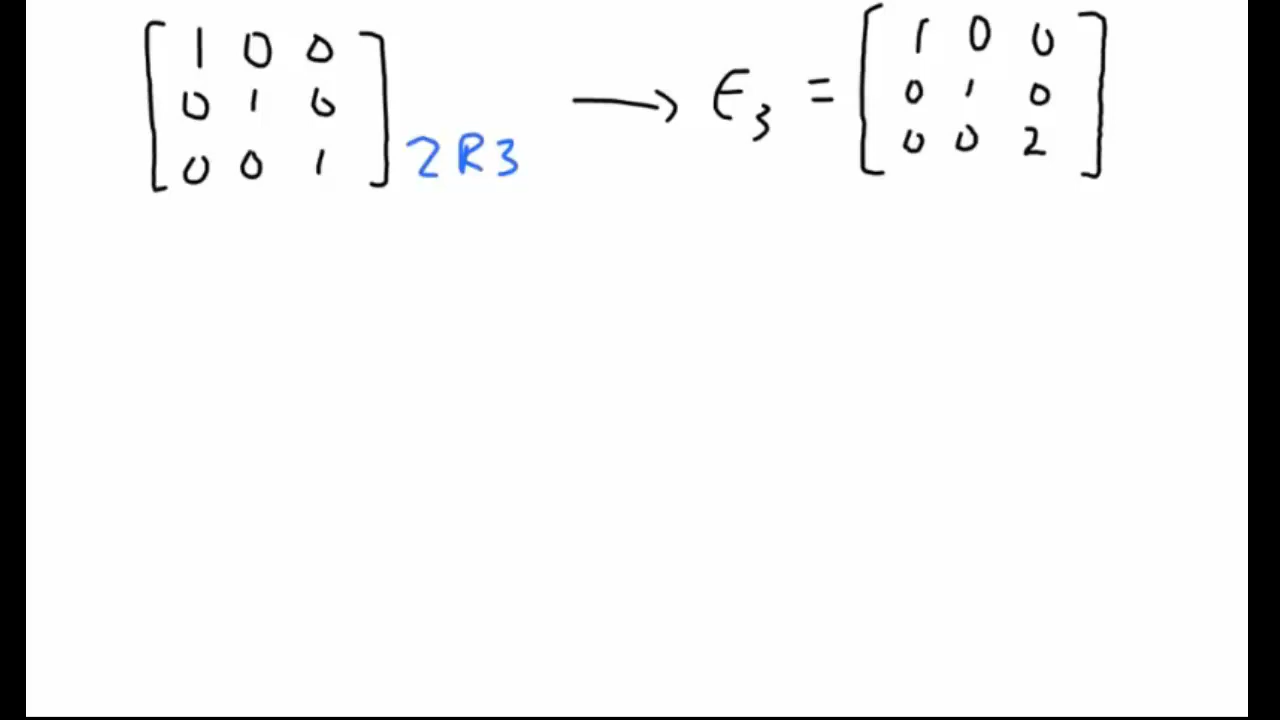 [ 1 0 0
0 1 0
0 0 1 ] 2R3 → E₃ = [ 1 0 0
0 1 0
0 0 2 ]